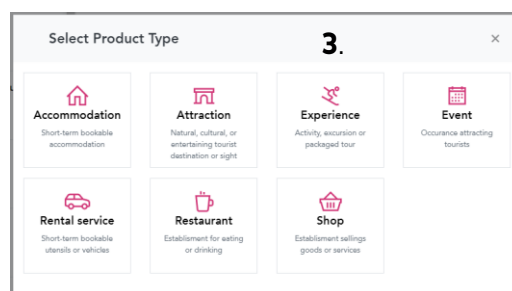 Select Product Type
3.
×
Accommodation
Short-term bookable
accommodation
Attraction
Natural, cultural, or
entertaining tourist
destination or sight
Experience
Activity, excursion or
packaged tour
Event
Occurance attracting
tourists
Rental service
Short-term bookable
utensils or vehicles
Restaurant
Establisment for eating
or drinking
Shop
Establisment sellings
goods or services